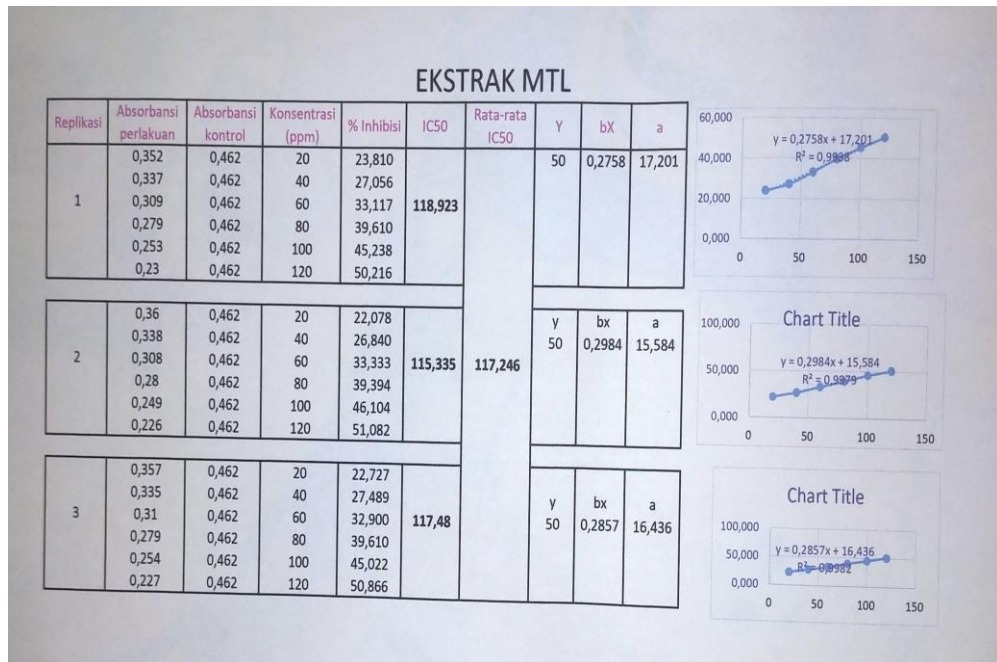 EKSTRAK MTL
Replikasi Absorbansi perlakuan Absorbansi kontrol Konsentrasi (ppm) % Inhibisi IC50 Rata-rata IC50 Y bX a
0,352 0,462 20 23,810 50 0,2758 17,201
0,337 0,462 40 27,056
1 0,309 0,462 60 33,117 118,923
0,279 0,462 80 39,610
0,253 0,462 100 45,238
0,23 0,462 120 50,216
0,36 0,462 20 22,078 y bx a
0,338 0,462 40 26,840 50 0,2984 15,584
2 0,308 0,462 60 33,333 115,335 117,246
0,28 0,462 80 39,394
0,249 0,462 100 46,104
0,226 0,462 120 51,082
0,357 0,462 20 22,727
0,335 0,462 40 27,489 y bx a
3 0,31 0,462 60 32,900 117,48 50 0,2857 16,436
0,279 0,462 80 39,610
0,254 0,462 100 45,022
0,227 0,462 120 50,866
60,000
y = 0,2758x + 17,201
R² = 0,9938
40,000
20,000
0,000
0 50 100 150
Chart Title
100,000
y = 0,2984x + 15,584
50,000
R² = 0,9979
0,000
0 50 100 150
Chart Title
100,000
y = 0,2857x + 16,436
50,000
R² = 0,9982
0,000
0 50 100 150